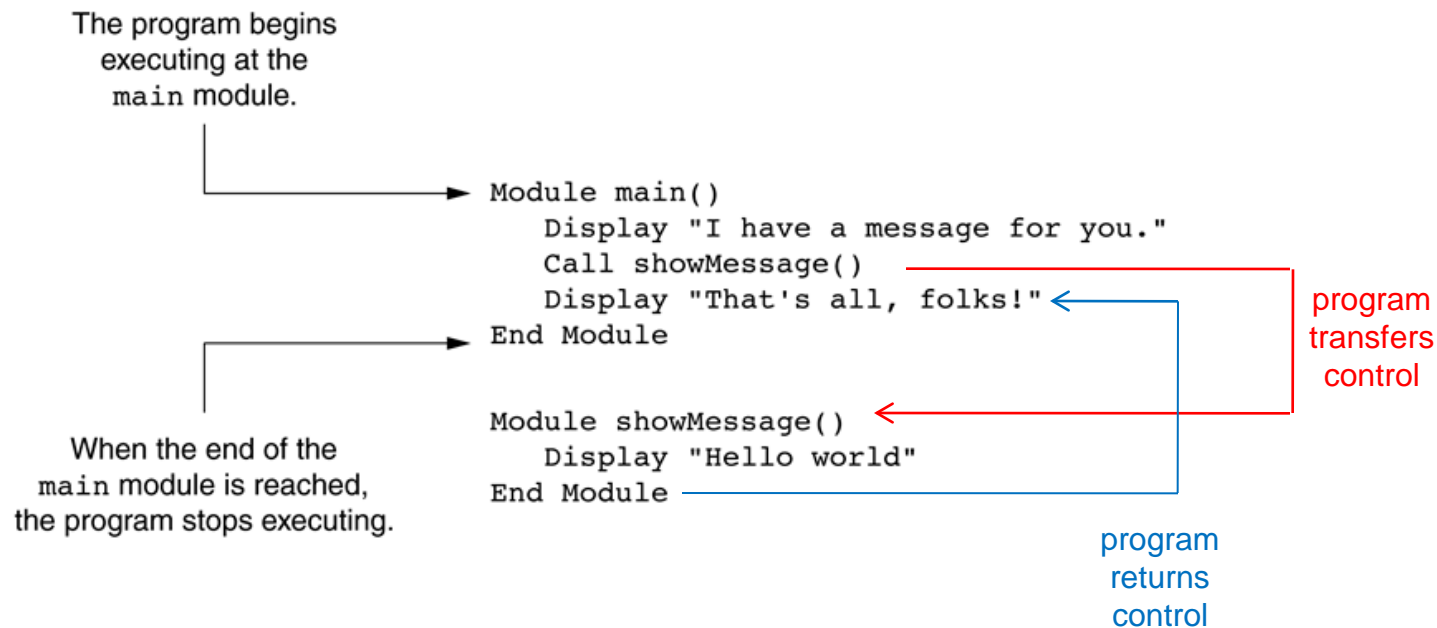 The program begins
executing at the
main module.
Module main()
   Display "I have a message for you."
   Call showMessage()
   Display "That's all, folks!"
End Module
program
transfers
control
Module showMessage()
   Display "Hello world"
End Module
When the end of the
main module is reached,
the program stops executing.
program
returns
control